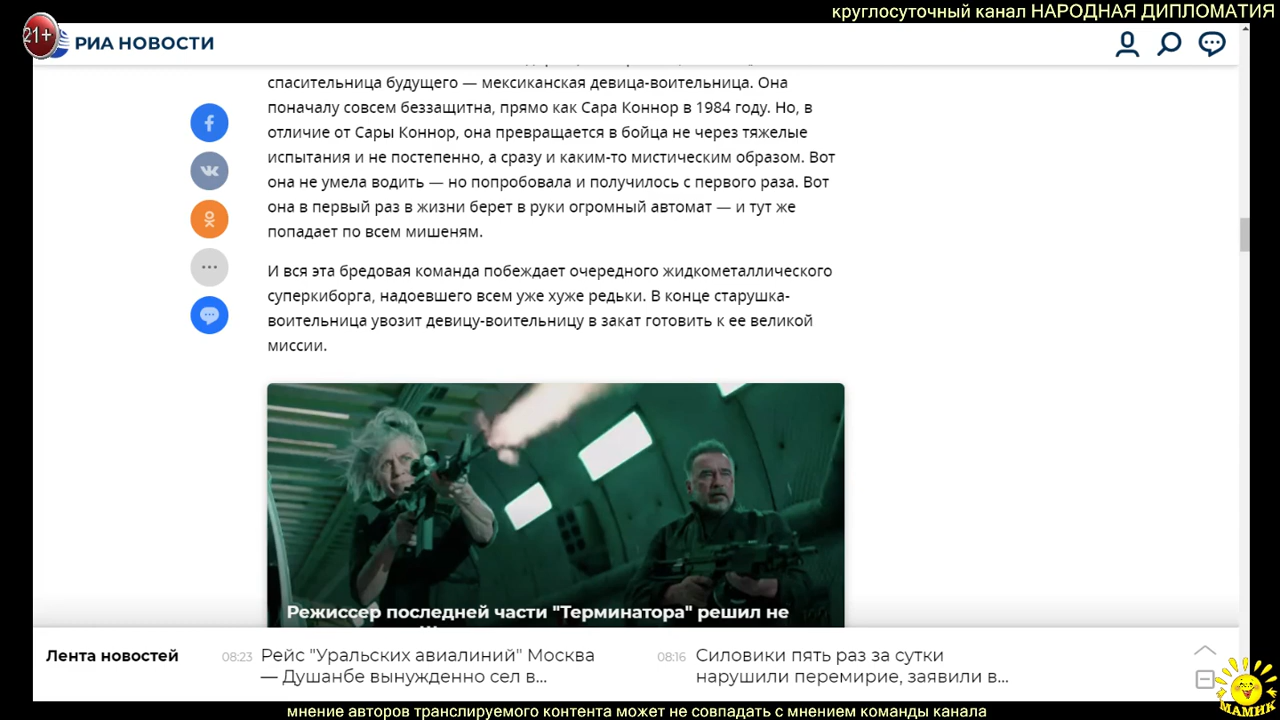 круглосуточный канал НАРОДНАЯ ДИПЛОМАТИЯ
21+
РИА НОВОСТИ
спасительница будущего — мексиканская девица-воительница. Она
поначалу совсем беззащитна, прямо как Сара Коннор в 1984 году. Но, в
отличие от Сары Коннор, она превращается в бойца не через тяжелые
испытания и не постепенно, а сразу и каким-то мистическим образом. Вот
она не умела водить — но попробовала и получилось с первого раза. Вот
она в первый раз в жизни берет в руки огромный автомат — и тут же
попадает по всем мишеням.
И вся эта бредовая команда побеждает очередного жидкометаллического
суперкиборга, надоевшего всем уже хуже редьки. В конце старушка-
воительница увозит девицу-воительницу в закат готовить к ее великой
миссии.
Режиссер последней части "Терминатора" решил не
Лента новостей
08:23 Рейс "Уральских авиалиний" Москва
— Душанбе вынужденно сел в...
08:16 Силовики пять раз за сутки
нарушили перемирие, заявили в...
МАМИК
мнение авторов транслируемого контента может не совпадать с мнением команды канала